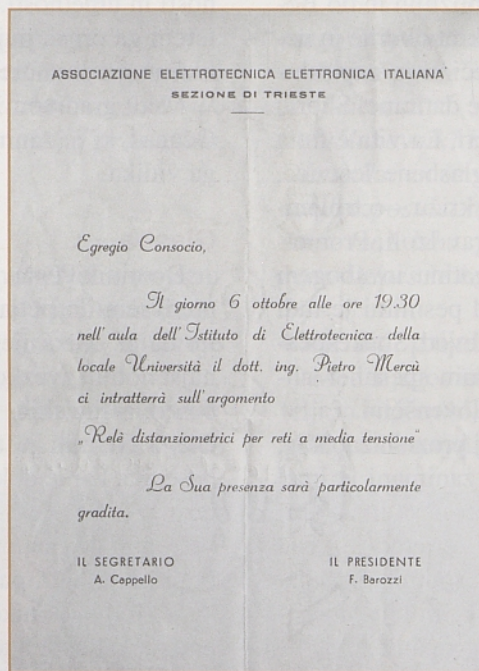 ASSOCIAZIONE ELETTROTECNICA ELETTRONICA ITALIANA
SEZIONE DI TRIESTE
Egregio Consocio,
Il giorno 6 ottobre alle ore 19.30
nell'aula dell'Istituto di Elettrotecnica della
locale Università il dott. ing. Pietro Mercù
ci intratterrà sull'argomento
„Relè distanziometrici per reti a media tensione"
La Sua presenza sarà particolarmente
gradita.
IL SEGRETARIO
A. Cappello
IL PRESIDENTE
F. Barozzi